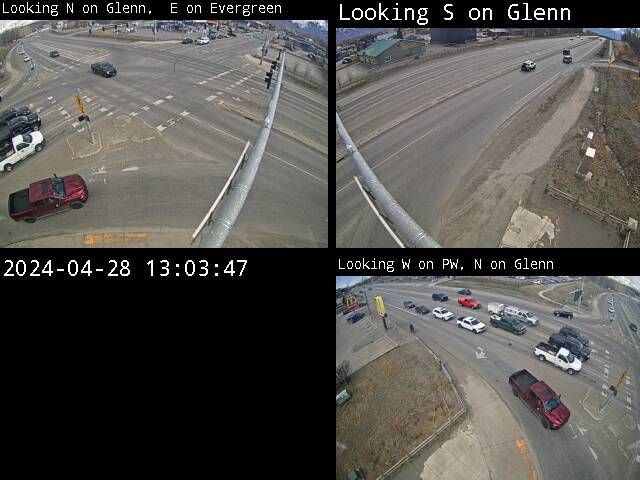 Looking N on Glenn,  E on Evergreen
Looking S on Glenn
2024-04-28 13:03:47
Looking W on PW, N on Glenn